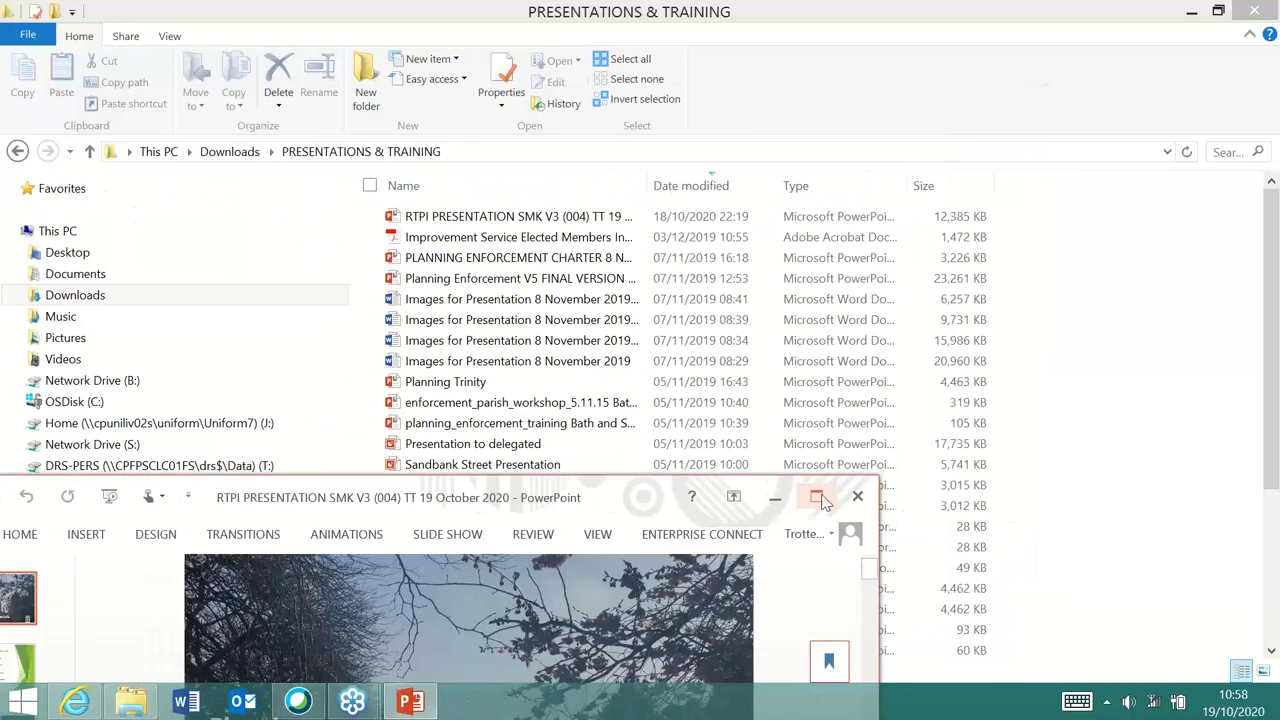 PRESENTATIONS & TRAINING
File Home Share View
Copy Paste Cut Copy path Paste shortcut Move to Copy to Delete Rename New folder New item Easy access Properties Open Edit History Select all Select none Invert selection
Clipboard Organize New Open Select
This PC Downloads PRESENTATIONS & TRAINING Sear...
Name Date modified Type Size
Favorites
This PC
Desktop
Documents
Downloads
Music
Pictures
Videos
Network Drive (B:)
OSDisk (C:)
Home (\\cpuniliv02s\uniform\Uniform7) (J:)
Network Drive (S:)
DRS-PERS (\\CPFPSCLC01FS\drs$\Data) (T:)
RTPI PRESENTATION SMK V3 (004) TT 19 ... 18/10/2020 22:19 Microsoft PowerPoi... 12,385 KB
Improvement Service Elected Members In... 03/12/2019 10:55 Adobe Acrobat Doc... 1,472 KB
PLANNING ENFORCEMENT CHARTER 8 N... 07/11/2019 16:18 Microsoft PowerPoi... 3,226 KB
Planning Enforcement V5 FINAL VERSION ... 07/11/2019 12:53 Microsoft PowerPoi... 23,261 KB
Images for Presentation 8 November 2019... 07/11/2019 08:41 Microsoft Word Do... 6,257 KB
Images for Presentation 8 November 2019... 07/11/2019 08:39 Microsoft Word Do... 9,731 KB
Images for Presentation 8 November 2019... 07/11/2019 08:34 Microsoft Word Do... 15,986 KB
Images for Presentation 8 November 2019 07/11/2019 08:29 Microsoft Word Do... 20,960 KB
Planning Trinity 05/11/2019 16:43 Microsoft PowerPoi... 4,463 KB
enforcement_parish_workshop_5.11.15 Bat... 05/11/2019 10:40 Microsoft PowerPoi... 319 KB
planning_enforcement_training Bath and S... 05/11/2019 10:39 Microsoft PowerPoi... 105 KB
Presentation to delegated 05/11/2019 10:03 Microsoft PowerPoi... 17,735 KB
Sandbank Street Presentation 05/11/2019 10:00 Microsoft PowerPoi... 5,741 KB
oi... 3,015 KB
oi... 3,012 KB
28 KB
28 KB
49 KB
oi... 4,462 KB
oi... 4,462 KB
oi... 93 KB
oi... 60 KB
RTPI PRESENTATION SMK V3 (004) TT 19 October 2020 - PowerPoint
HOME INSERT DESIGN TRANSITIONS ANIMATIONS SLIDE SHOW REVIEW VIEW ENTERPRISE CONNECT Trotte...
10:58
19/10/2020